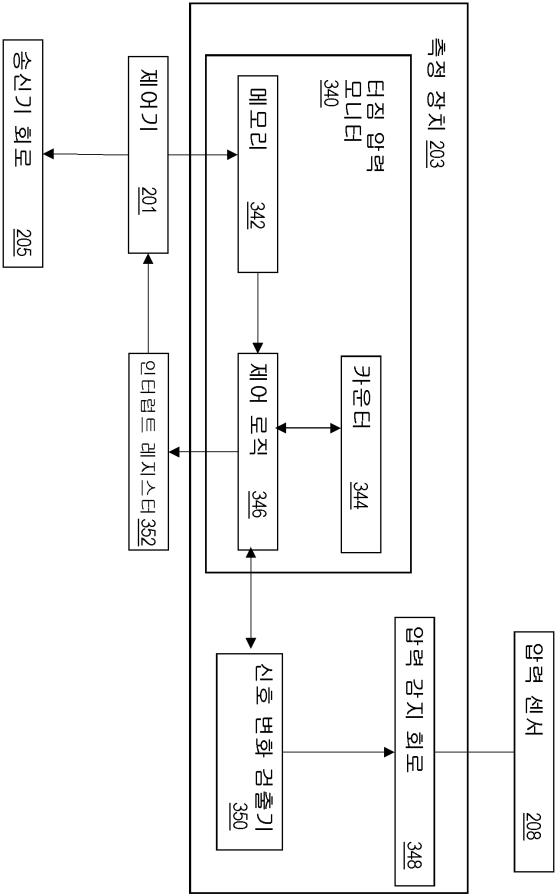 압력 센서 208
측정 장치 203
압력 감지 회로 348
터짐 압력
모니터
340
카운터 344
메모리 342
제어 로직 346
신호 변화 검출기
350
제어기 201
인터럽트 레지스터 352
송신기 회로 205